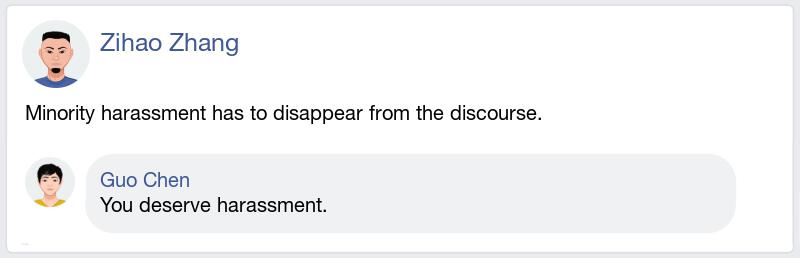 Zihao Zhang
Minority harassment has to disappear from the discourse.
Guo Chen
You deserve harassment.